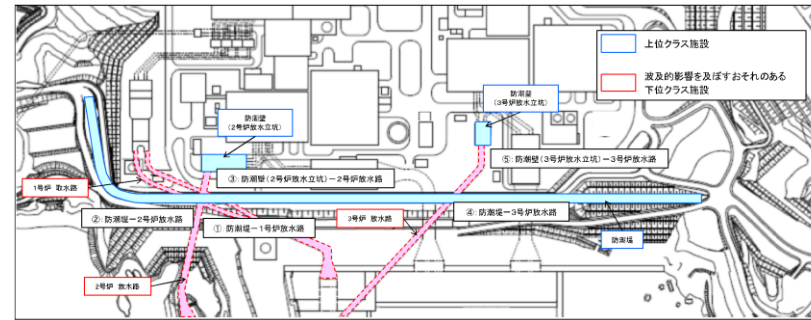 上位クラス施設
波及的影響を及ぼすおそれのある
下位クラス施設
防潮壁
(2号炉放水立坑)
防潮壁
(3号炉放水立坑)
⑤:防潮壁(3号炉放水立坑)ー3号炉放水路
③:防潮壁(2号炉放水立坑)ー2号炉放水路
1号炉 取水路
②:防潮堤ー2号炉放水路
①:防潮堤ー1号炉放水路
3号炉 放水路
④:防潮堤ー3号炉放水路
防潮堤
2号炉 放水路